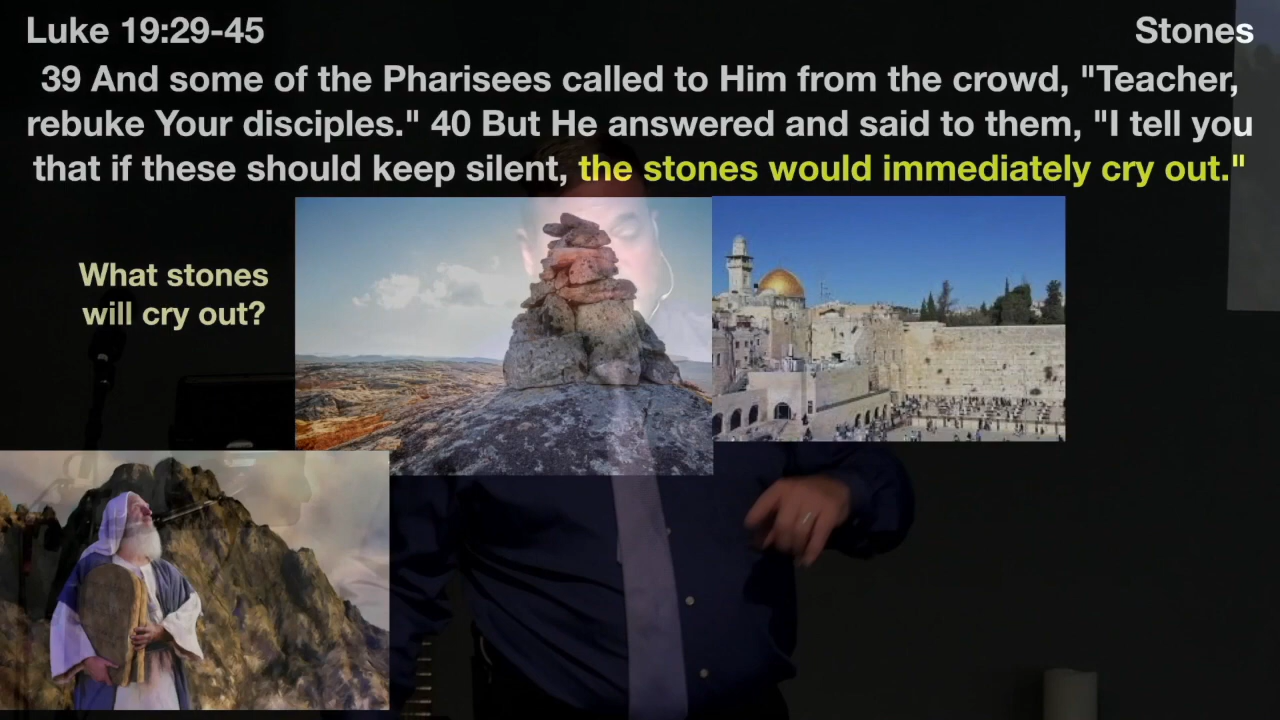 Luke 19:29-45
Stones
39 And some of the Pharisees called to Him from the crowd, "Teacher,
rebuke Your disciples." 40 But He answered and said to them, "I tell you
that if these should keep silent, the stones would immediately cry out."
What stones
will cry out?